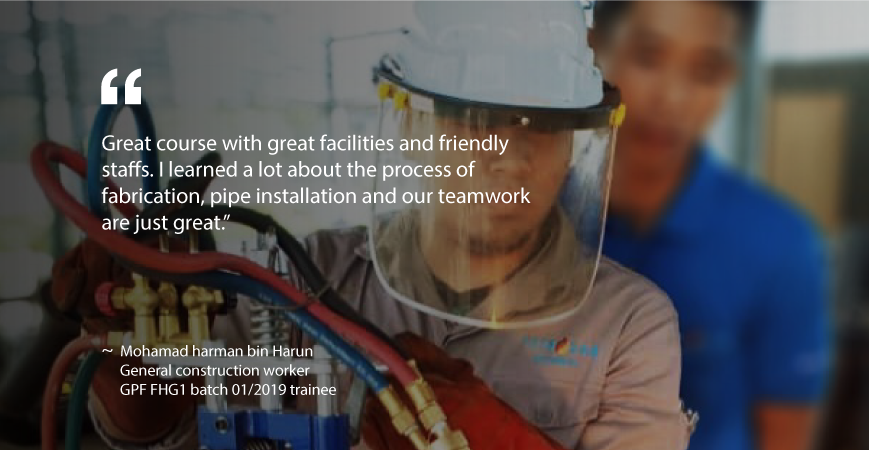 “
Great course with great facilities and friendly
staffs. I learned a lot about the process of
fabrication, pipe installation and our teamwork
are just great.”
~ Mohamad harman bin Harun
General construction worker
GPF FHG1 batch 01/2019 trainee